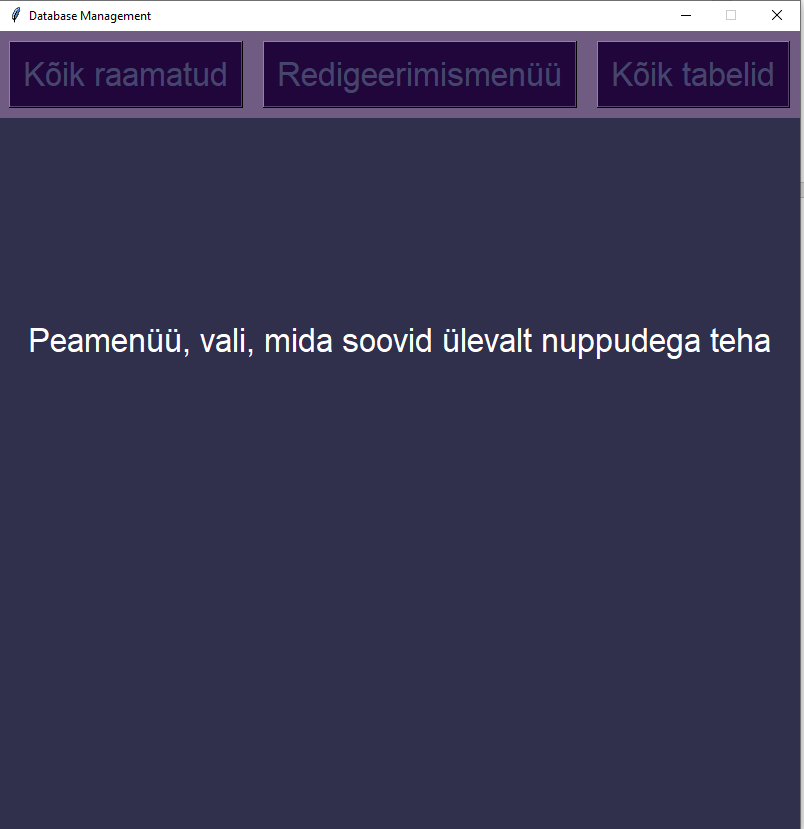 Database Management
Kõik raamatud Redigeerimismenüü Kõik tabelid
Peamenüü, vali, mida soovid ülevalt nuppudega teha